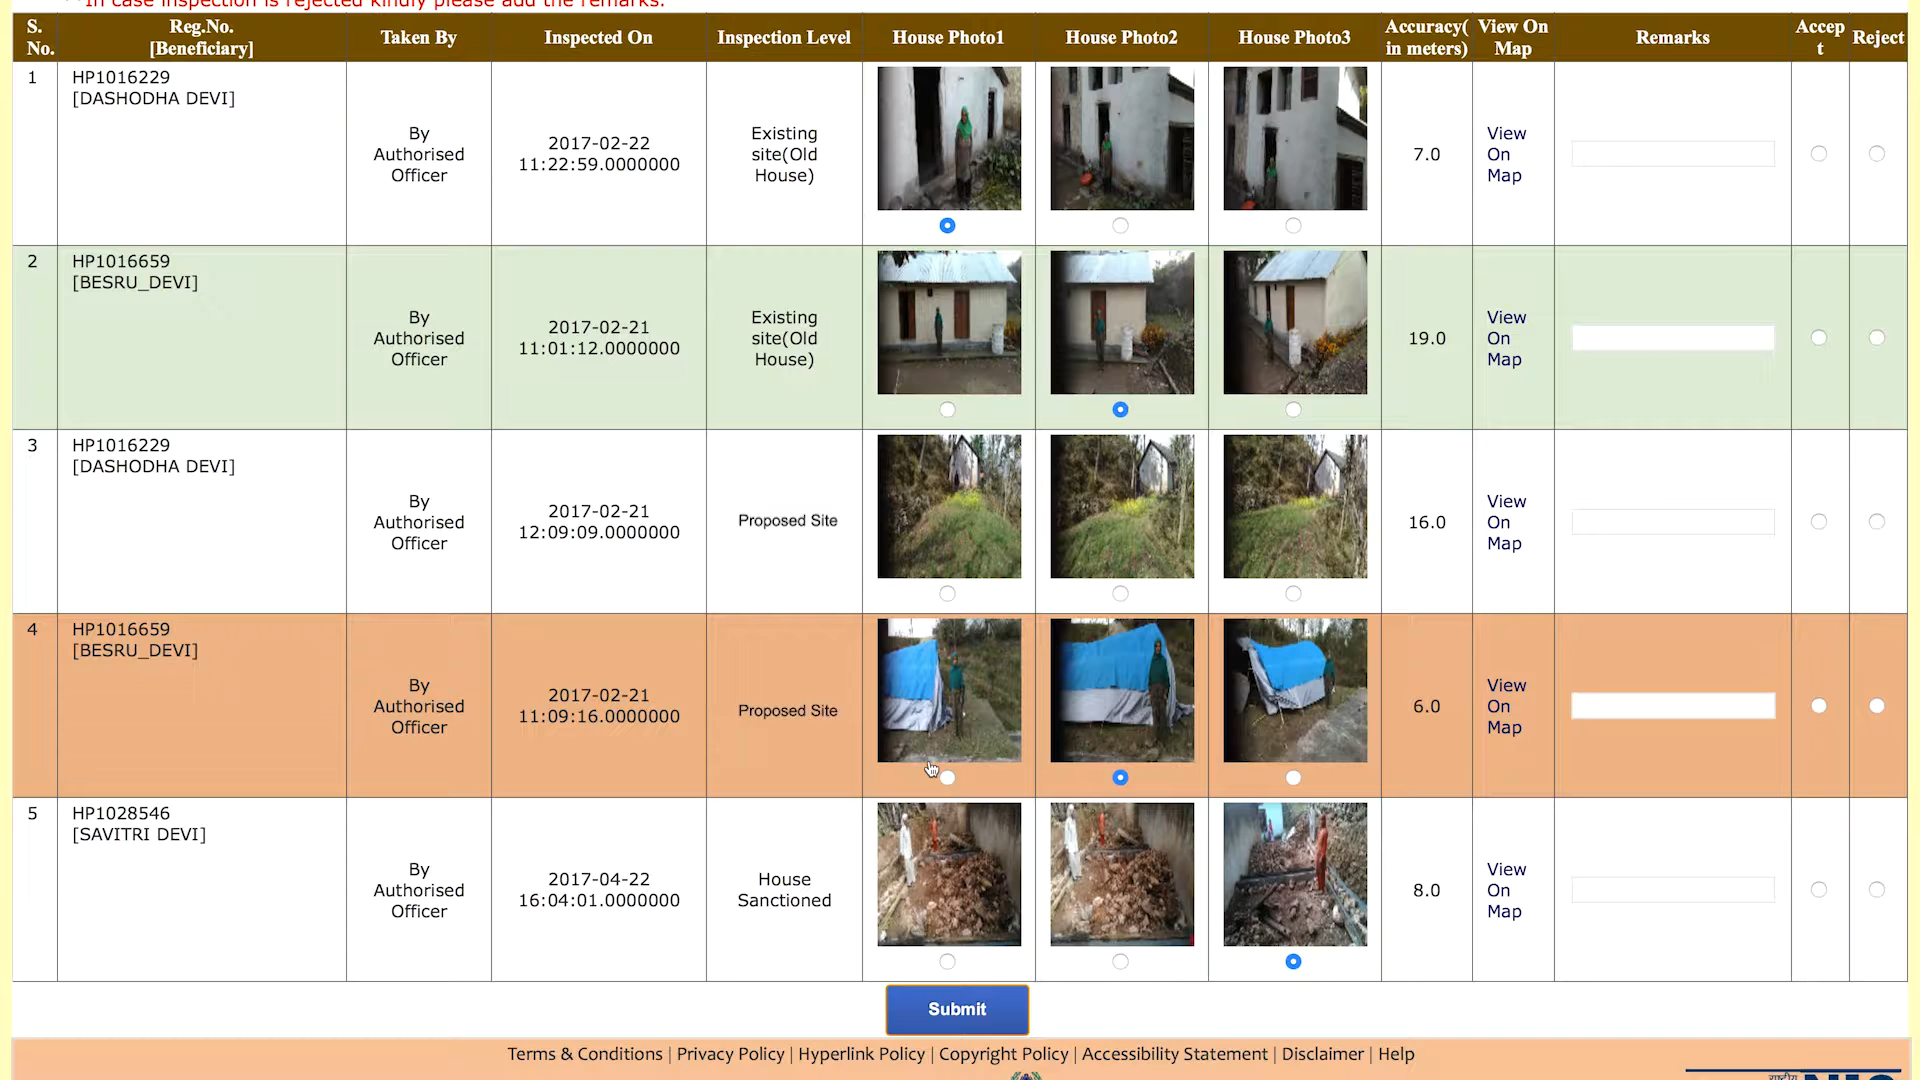 **In case inspection is rejected kindly please add the remarks.
S. No. Reg.No. [Beneficiary] Taken By Inspected On Inspection Level House Photo1 House Photo2 House Photo3 Accuracy( in meters) View On Map Remarks Accep t Reject
1 HP1016229
[DASHODHA DEVI]
By Authorised Officer
2017-02-22 11:22:59.0000000
Existing site(Old House)
7.0
View On Map
2 HP1016659
[BESRU_DEVI]
By Authorised Officer
2017-02-21 11:01:12.0000000
Existing site(Old House)
19.0
View On Map
3 HP1016229
[DASHODHA DEVI]
By Authorised Officer
2017-02-21 12:09:09.0000000
Proposed Site
16.0
View On Map
4 HP1016659
[BESRU_DEVI]
By Authorised Officer
2017-02-21 11:09:16.0000000
Proposed Site
6.0
View On Map
5 HP1028546
[SAVITRI DEVI]
By Authorised Officer
2017-04-22 16:04:01.0000000
House Sanctioned
8.0
View On Map
Submit
Terms & Conditions | Privacy Policy | Hyperlink Policy | Copyright Policy | Accessibility Statement | Disclaimer | Help